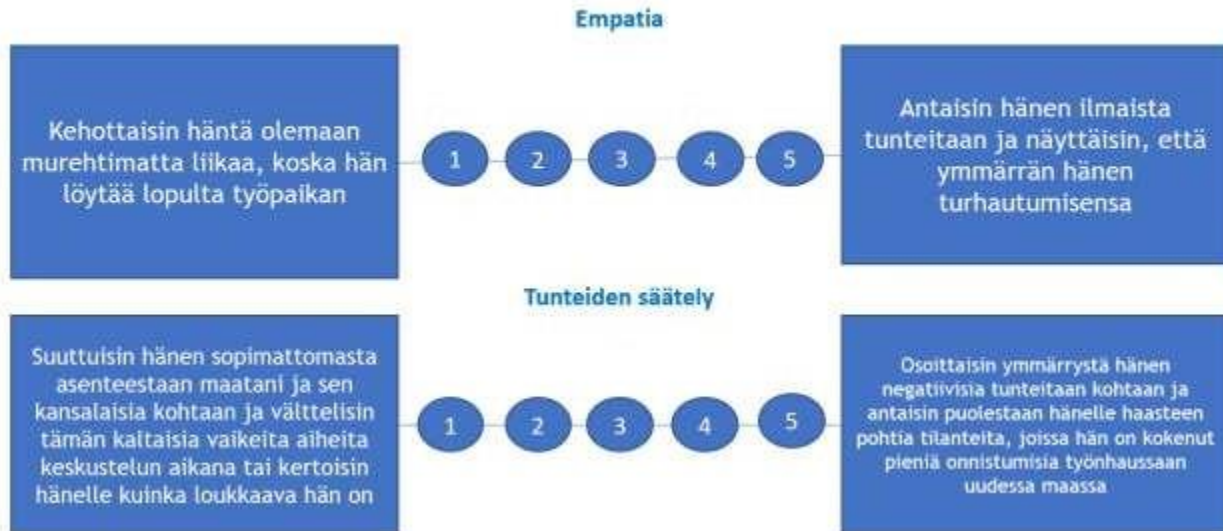 Empatia
Kehottaisin häntä olemaan
murehtimatta liikaa, koska hän
löytää lopulta työpaikan
1 2 3 4 5
Antaisin hänen ilmaista
tunteitaan ja näyttäisin, että
ymmärrän hänen
turhautumisensa
Tunteiden säätely
Suuttuisin hänen sopimattomasta
asenteestaan maatani ja sen
kansalaisia kohtaan ja välttelisin
tämän kaltaisia vaikeita aiheita
keskustelun aikana tai kertoisin
hänelle kuinka loukkaava hän on
1 2 3 4 5
Osoittaisin ymmärrystä hänen
negatiivisia tunteitaan kohtaan ja
antaisin puolestaan hänelle haasteen
pohtia tilanteita, joissa hän on kokenut
pieniä onnistumisia työnhaussaan
uudessa maassa